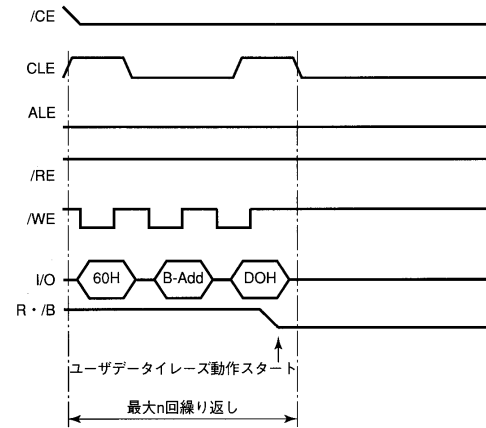 /CE
CLE
ALE
/RE
/WE
I/O 60H B-Add DOH
R・/B
ユーザデータイレーズ動作スタート
最大n回繰り返し